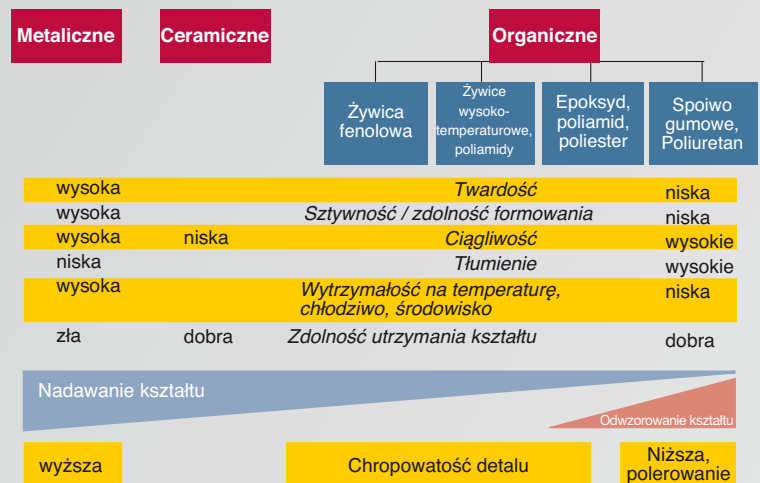 Metaliczne
Ceramiczne
Organiczne
Żywica
fenolowa
Żywice
wysoko-
temperaturowe,
poliamidy
Epoksyd,
poliamid,
poliester
Spoiwo
gumowe,
Poliuretan
wysoka Twardość niska
wysoka Sztywność / zdolność formowania niska
wysoka niska Ciągliwość wysokie
niska Tłumienie wysokie
wysoka Wytrzymałość na temperaturę, niska
chłodziwo, środowisko
zła dobra Zdolność utrzymania kształtu dobra
Nadawanie kształtu
Odwzorowanie kształtu
wyższa
Chropowatość detalu
Niższa,
polerowanie